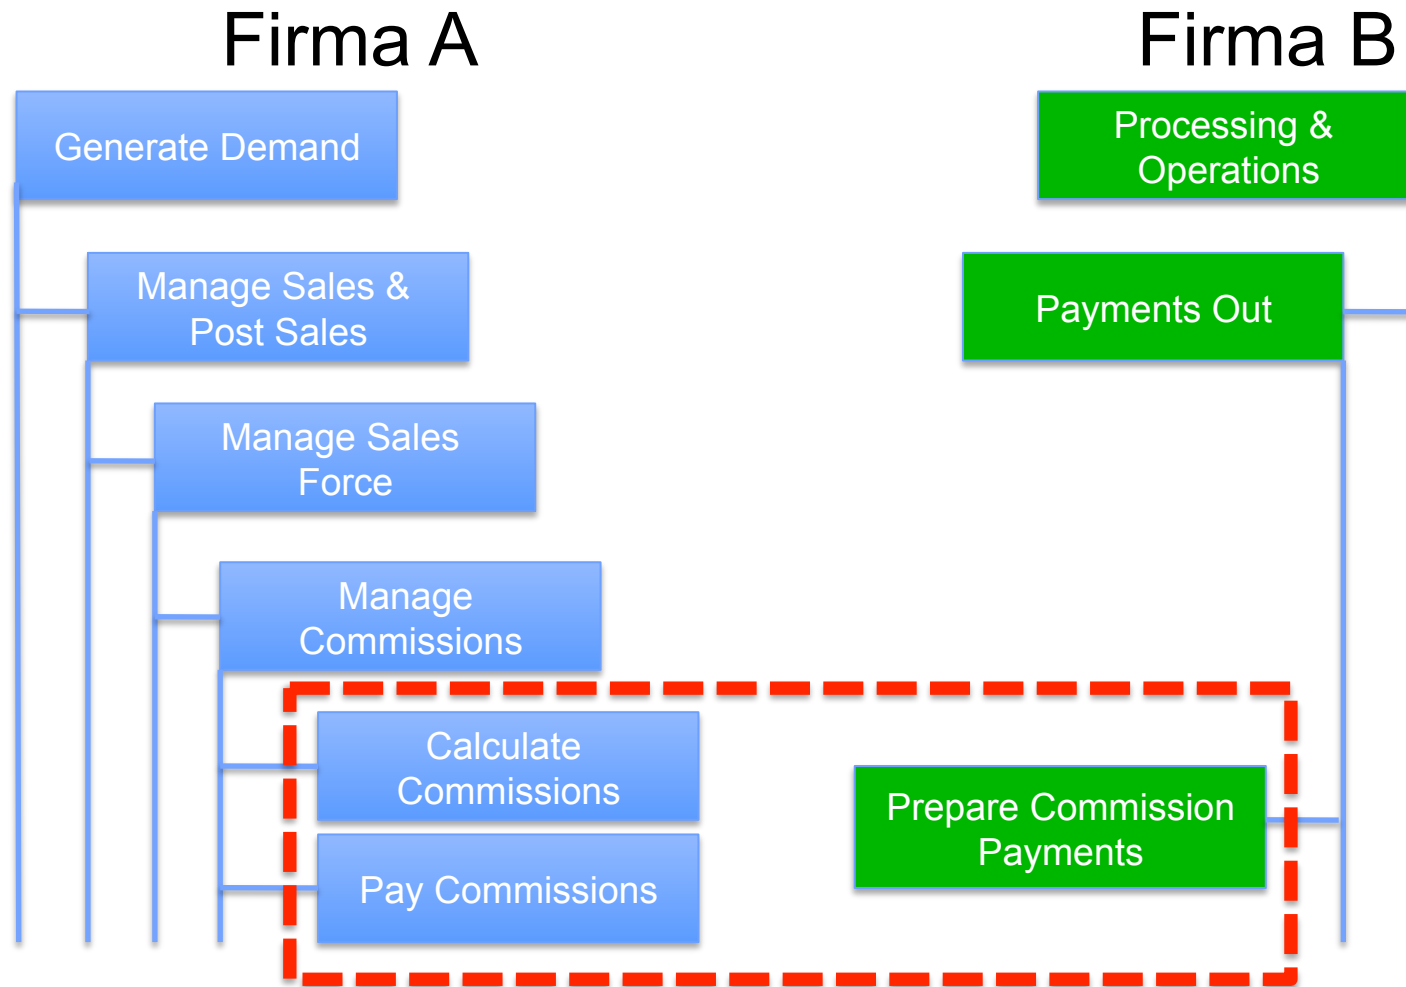 Firma A
Firma B
Generate Demand
Processing &
Operations
Manage Sales &
Post Sales
Payments Out
Manage Sales
Force
Manage
Commissions
Calculate
Commissions
Prepare Commission
Payments
Pay Commissions